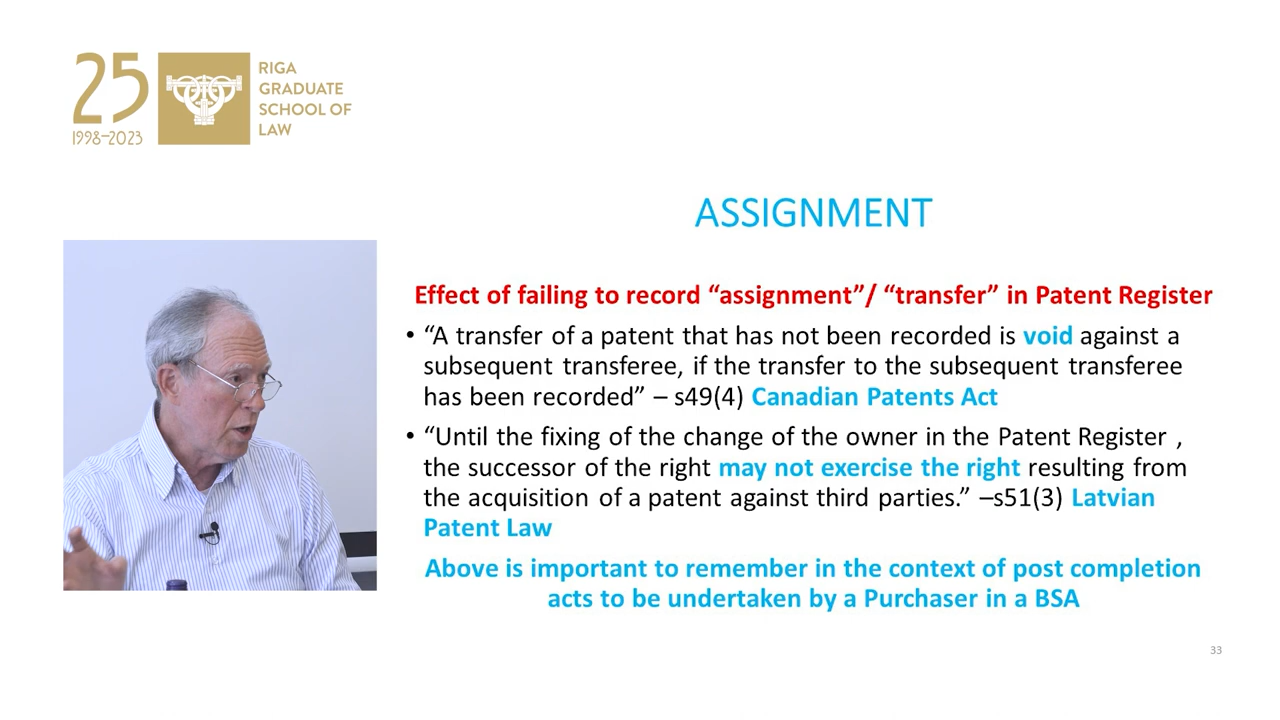 25
1998–2023
RIGA
GRADUATE
SCHOOL OF
LAW
ASSIGNMENT
Effect of failing to record “assignment”/ “transfer” in Patent Register
• “A transfer of a patent that has not been recorded is void against a
subsequent transferee, if the transfer to the subsequent transferee
has been recorded” – s49(4) Canadian Patents Act
• “Until the fixing of the change of the owner in the Patent Register ,
the successor of the right may not exercise the right resulting from
the acquisition of a patent against third parties.” –s51(3) Latvian
Patent Law
Above is important to remember in the context of post completion
acts to be undertaken by a Purchaser in a BSA
33